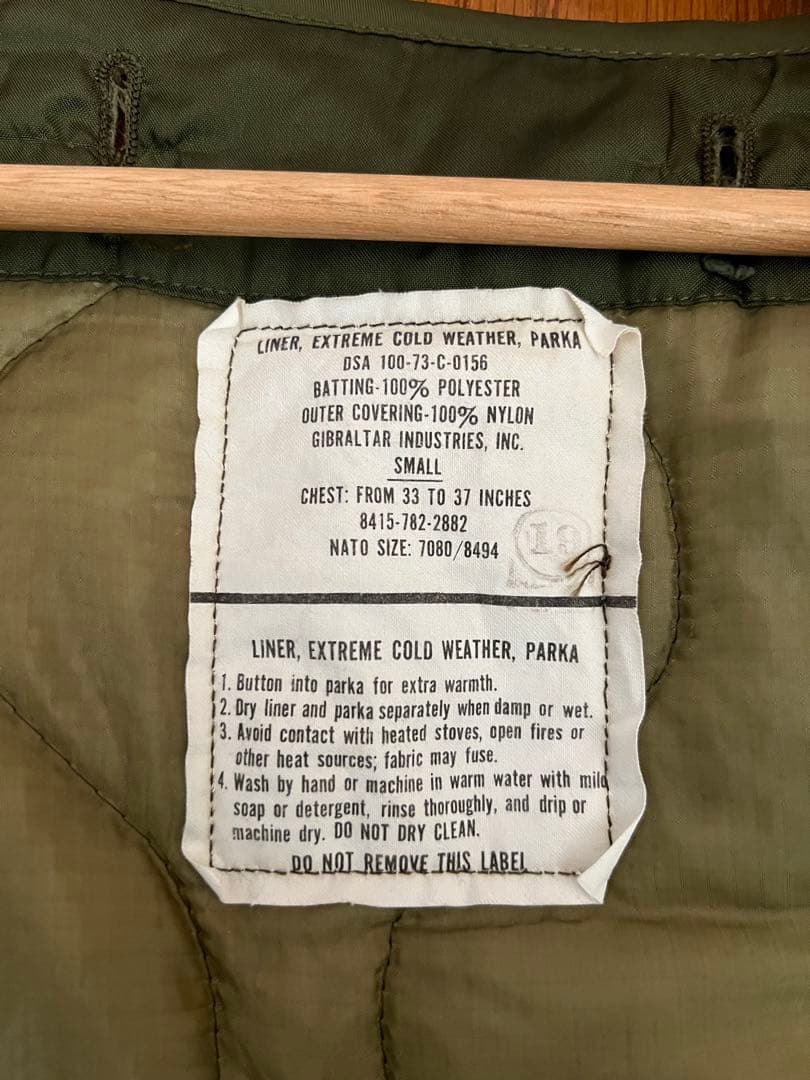 LINER, EXTREME COLD WEATHER, PARKA
DSA 100-73-C-0156
BATTING-100% POLYESTER
OUTER COVERING-100% NYLON
GIBRALTAR INDUSTRIES, INC.
SMALL
CHEST: FROM 33 TO 37 INCHES
8415-782-2882
NATO SIZE: 7080/8494
19
LINER, EXTREME COLD WEATHER, PARKA
1. Button into parka for extra warmth.
2. Dry liner and parka separately when damp or wet.
3. Avoid contact with heated stoves, open fires or
other heat sources; fabric may fuse.
4. Wash by hand or machine in warm water with mild
soap or detergent, rinse thoroughly, and drip or
machine dry. DO NOT DRY CLEAN.
DO NOT REMOVE THIS LABEL